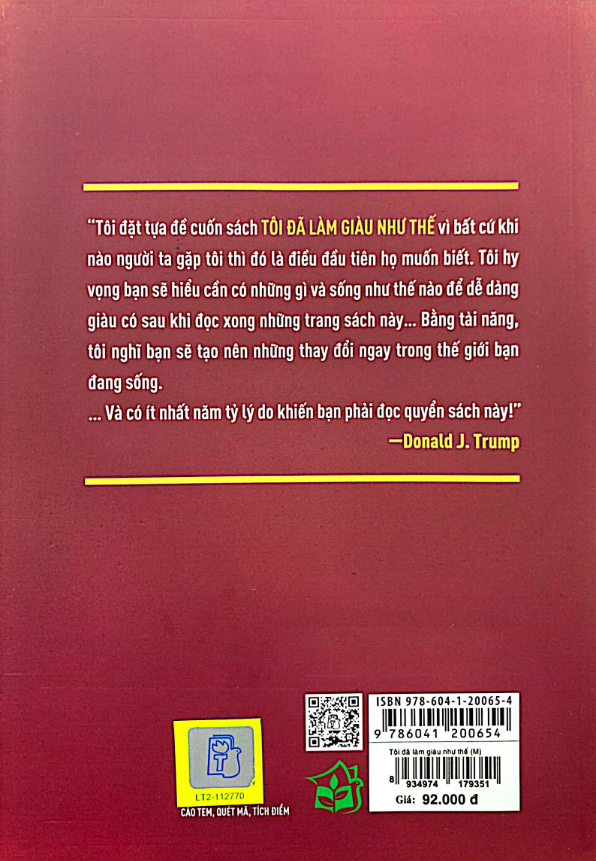 “Tôi đặt tựa đề cuốn sách TÔI ĐÃ LÀM GIÀU NHƯ THẾ vì bất cứ khi
nào người ta gặp tôi thì đó là điều đầu tiên họ muốn biết. Tôi hy
vọng bạn sẽ hiểu cần có những gì và sống như thế nào để dễ dàng
giàu có sau khi đọc xong những trang sách này... Bằng tài năng,
tôi nghĩ bạn sẽ tạo nên những thay đổi ngay trong thế giới bạn
đang sống.
... Và có ít nhất năm tỷ lý do khiến bạn phải đọc quyển sách này!”
—Donald J. Trump
ISBN 978-604-1-20065-4
9 786041 200654
Tôi đã làm giàu như thế (M)
8 934974 179351
Giá: 92.000 đ
T
LT2-112770
CÀO TEM, QUÉT MÃ, TÍCH ĐIỂM